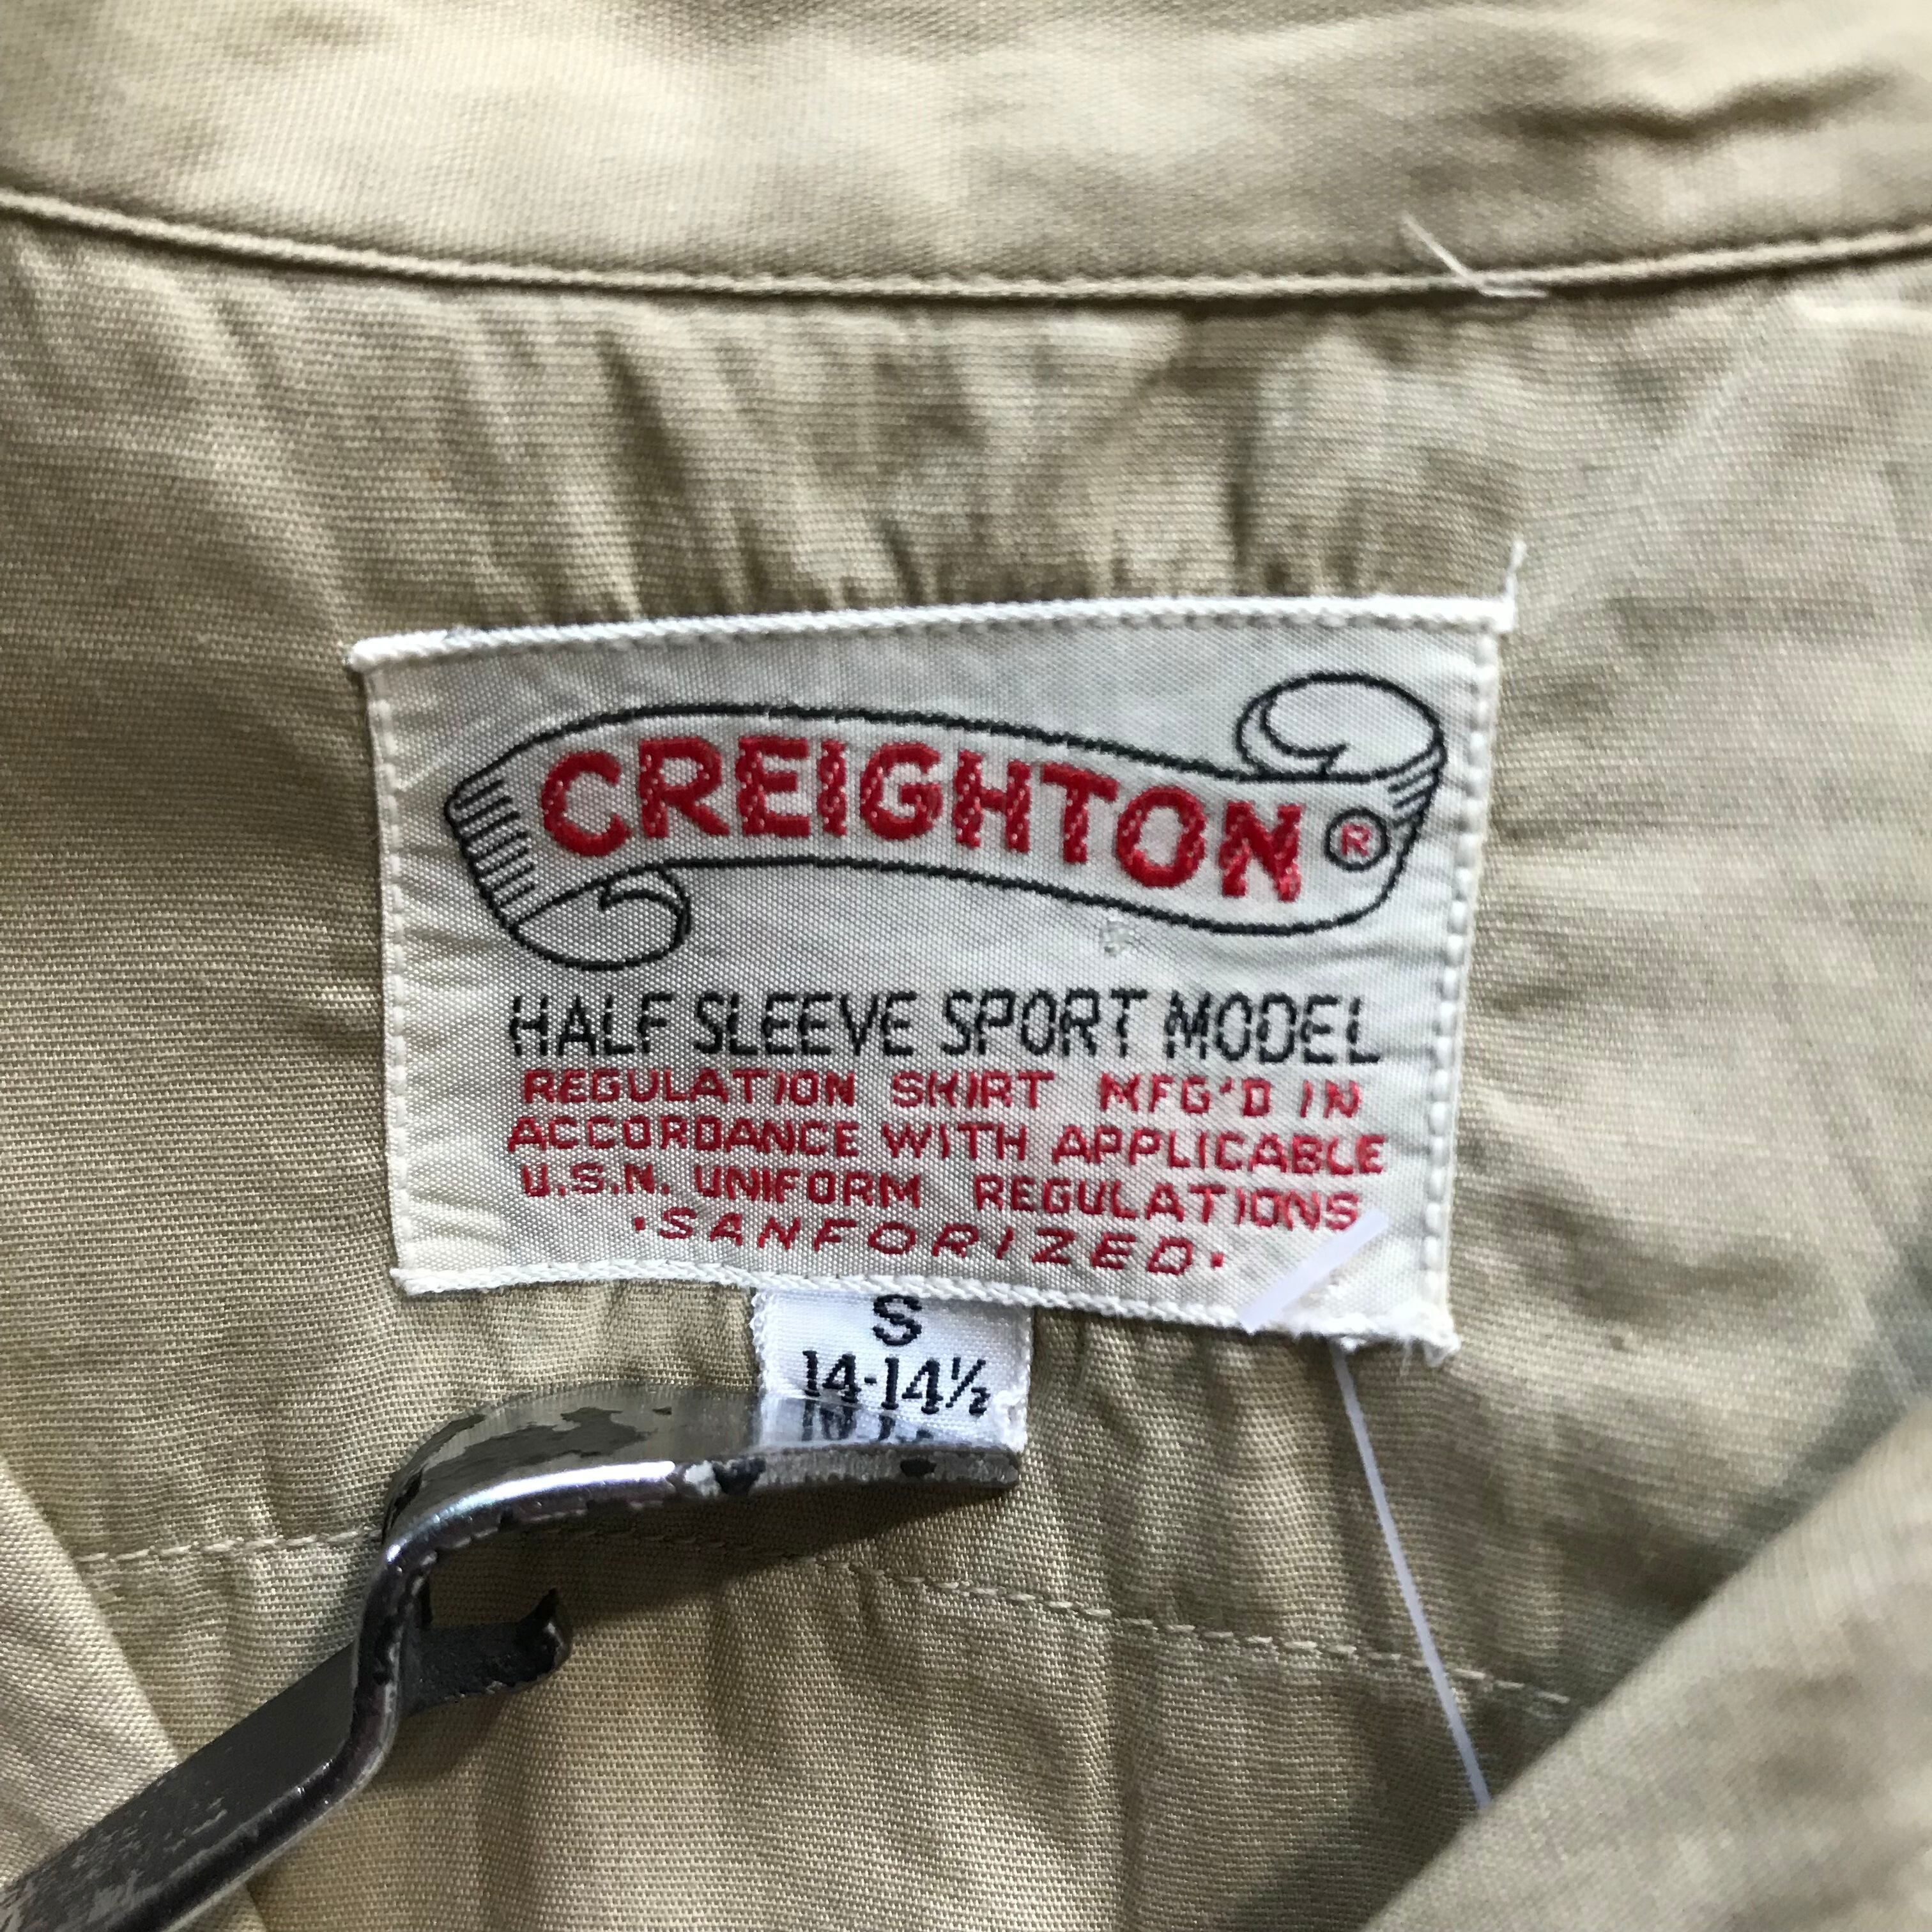 CREIGHTON ®
HALF SLEEVE SPORT MODEL
REGULATION SHIRT MFG'D IN
ACCORDANCE WITH APPLICABLE
U.S.N. UNIFORM REGULATIONS
·SANFORIZED·
S
14-14½